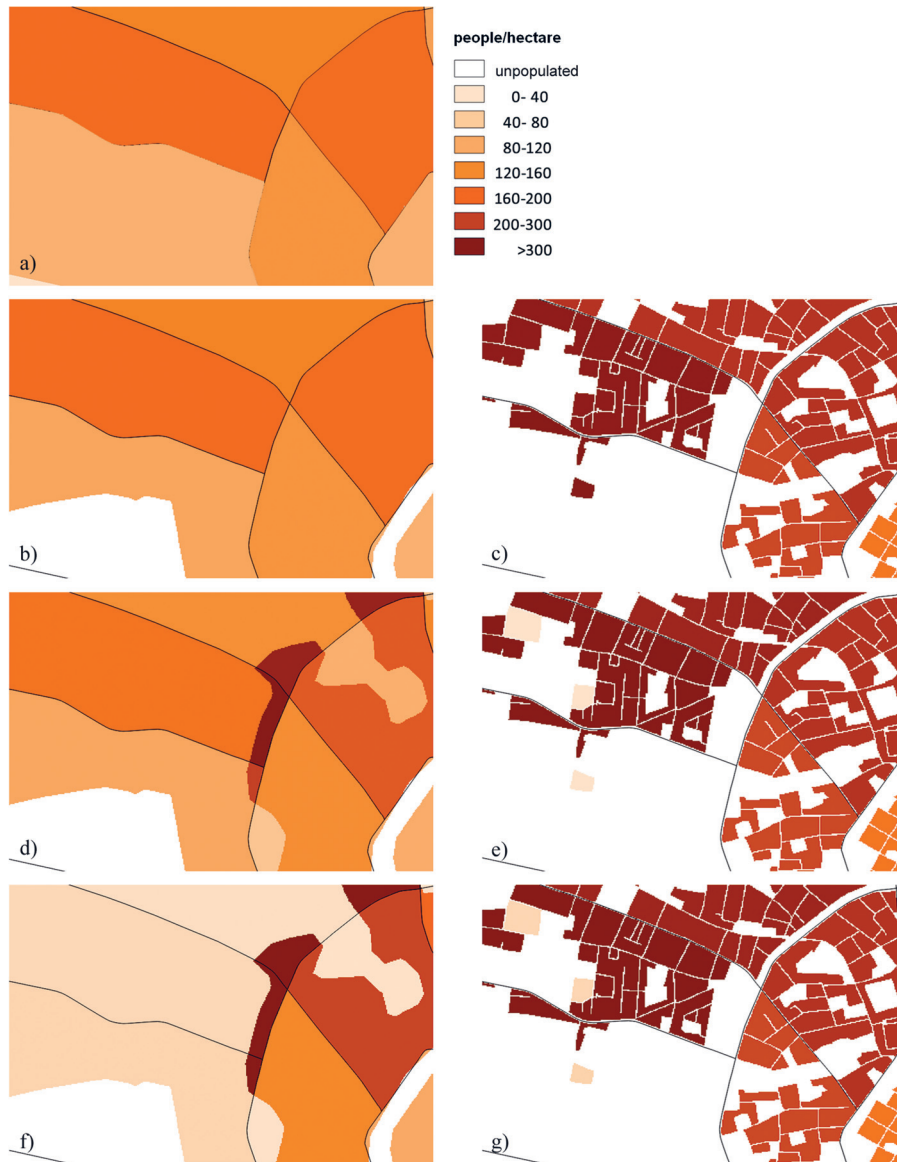 people/hectare
unpopulated
0- 40
40- 80
80-120
120-160
160-200
200-300
>300
a)
b)
c)
d)
e)
f)
g)